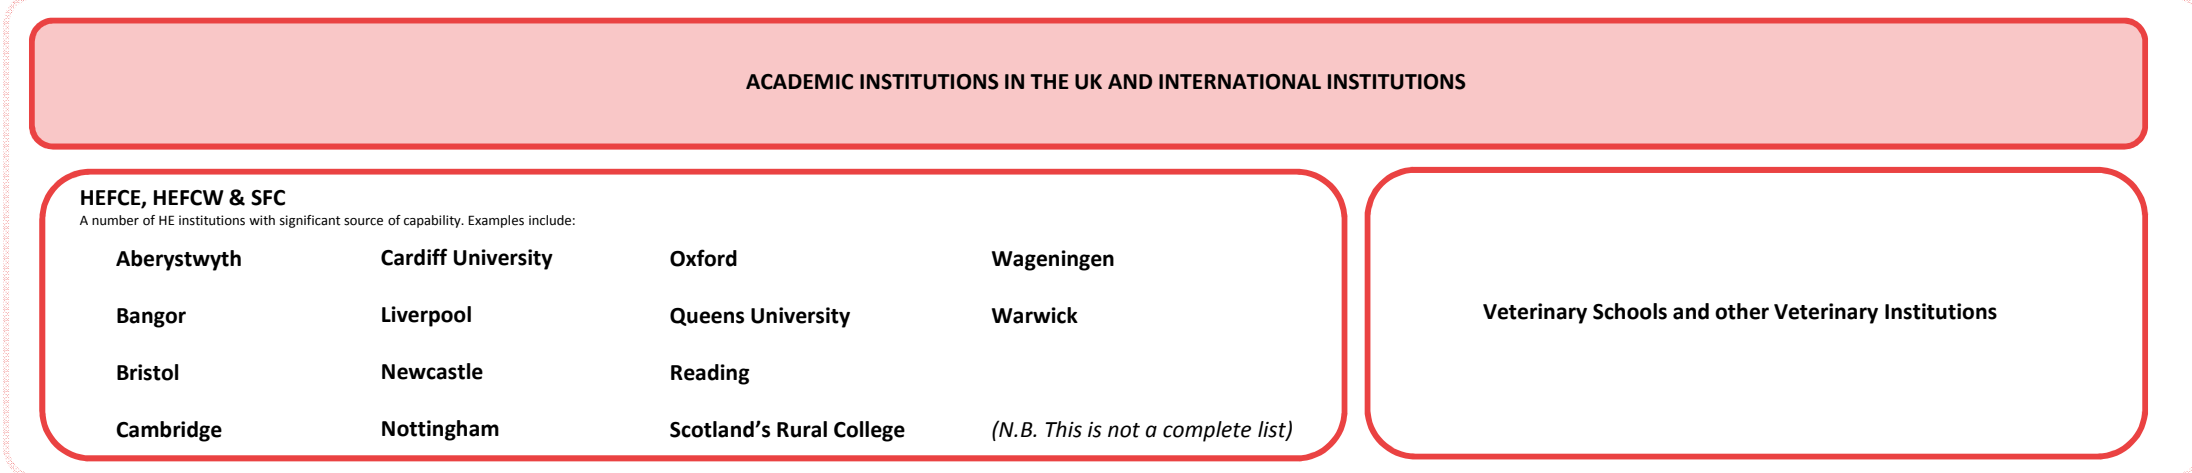 ACADEMIC INSTITUTIONS IN THE UK AND INTERNATIONAL INSTITUTIONS
HEFCE, HEFCW & SFC
A number of HE institutions with significant source of capability. Examples include:
Aberystwyth
Bangor
Bristol
Cambridge
Cardiff University
Liverpool
Newcastle
Nottingham
Oxford
Queens University
Reading
Scotland’s Rural College
Wageningen
Warwick
(N.B. This is not a complete list)
Veterinary Schools and other Veterinary Institutions